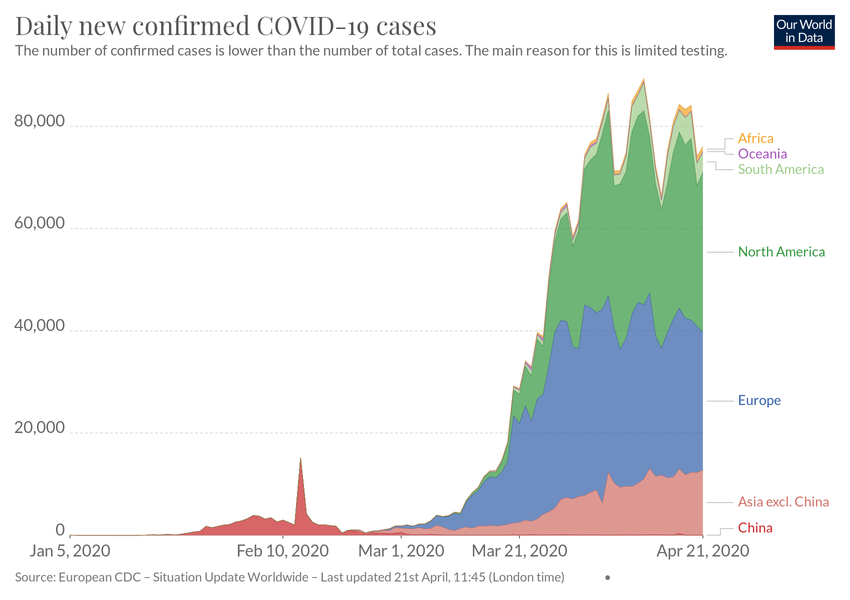 Daily new confirmed COVID-19 cases
The number of confirmed cases is lower than the number of total cases. The main reason for this is limited testing.
Our World
in Data
80,000
60,000
40,000
20,000
0
Africa
Oceania
South America
North America
Europe
Asia excl. China
China
Jan 5, 2020
Feb 10, 2020
Mar 1, 2020
Mar 21, 2020
Apr 21, 2020
Source: European CDC – Situation Update Worldwide – Last updated 21st April, 11:45 (London time)